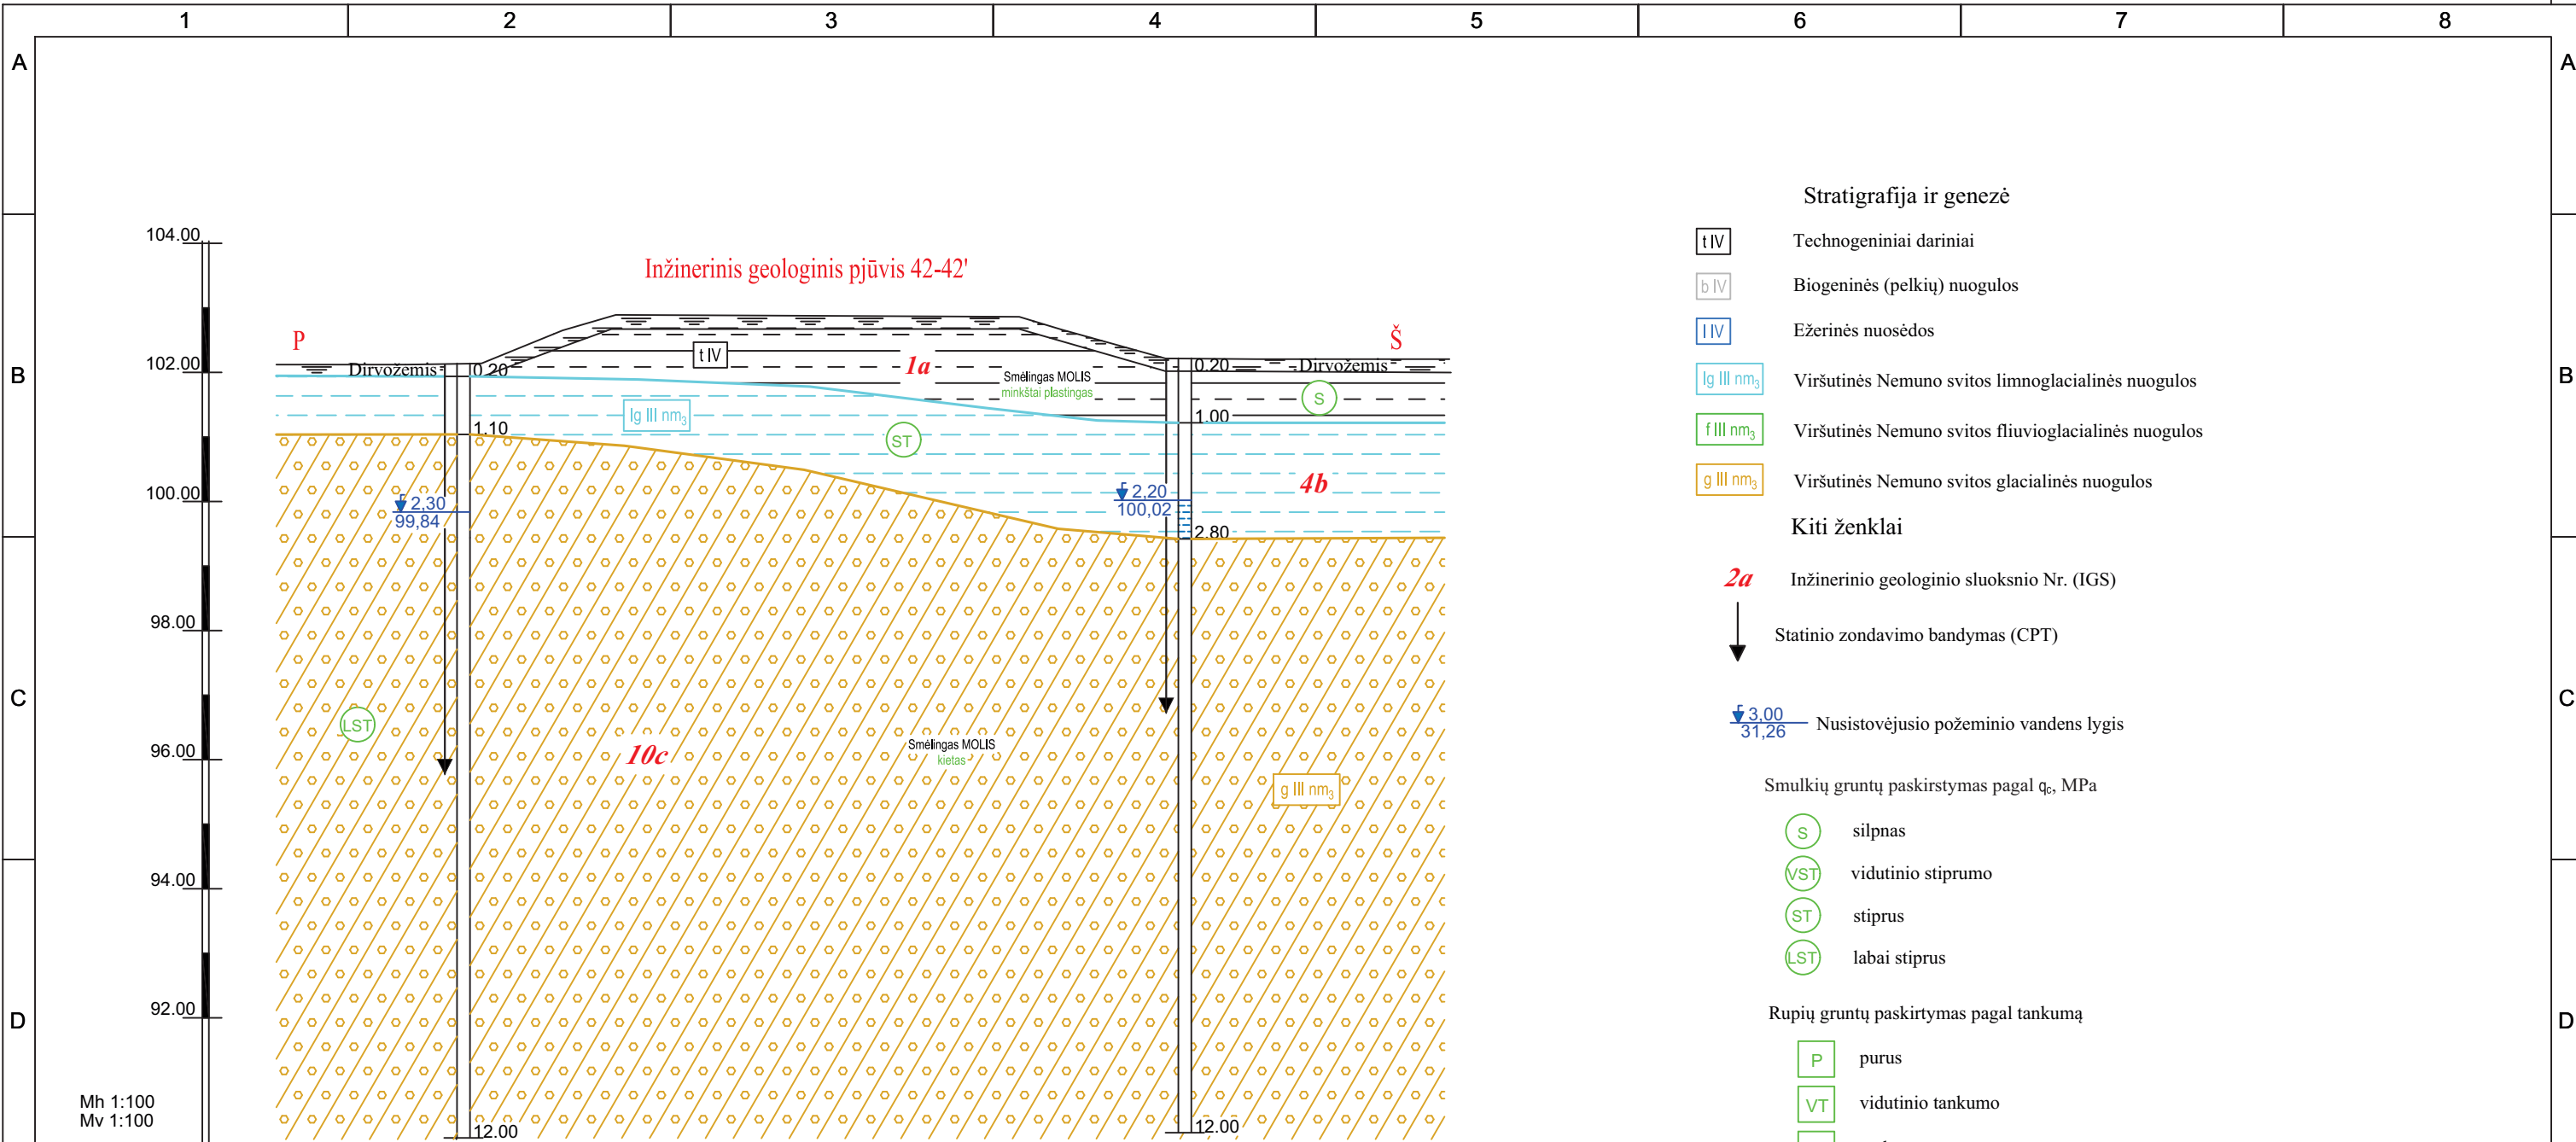 1 2 3 4 5 6 7 8
A A
B B
C C
D D
104.00
102.00
100.00
98.00
96.00
94.00
92.00
Mh 1:100
Mv 1:100
Inžinerinis geologinis pjūvis 42-42'
P
Š
Dirvožemis
0.20
t IV
1a
Smėlingas MOLIS
minkštai plastingas
0.20
Dirvožemis
S
lg III nm3
1.00
1.10
ST
4b
2,30
99,84
2,20
100,02
2.80
LST
10c
Smėlingas MOLIS
kietas
g III nm3
12.00
12.00
Stratigrafija ir genezė
t IV Technogeniniai dariniai
b IV Biogeninės (pelkių) nuogulos
l IV Ežerinės nuosėdos
lg III nm3 Viršutinės Nemuno svitos limnoglacialinės nuogulos
f III nm3 Viršutinės Nemuno svitos fliuvioglacialinės nuogulos
g III nm3 Viršutinės Nemuno svitos glacialinės nuogulos
Kiti ženklai
2a Inžinerinio geologinio sluoksnio Nr. (IGS)
Statinio zondavimo bandymas (CPT)
3,00
31,26 Nusistovėjusio požeminio vandens lygis
Smulkių gruntų paskirstymas pagal qc, MPa
S silpnas
VST vidutinio stiprumo
ST stiprus
LST labai stiprus
Rupių gruntų paskirtymas pagal tankumą
P purus
VT vidutinio tankumo